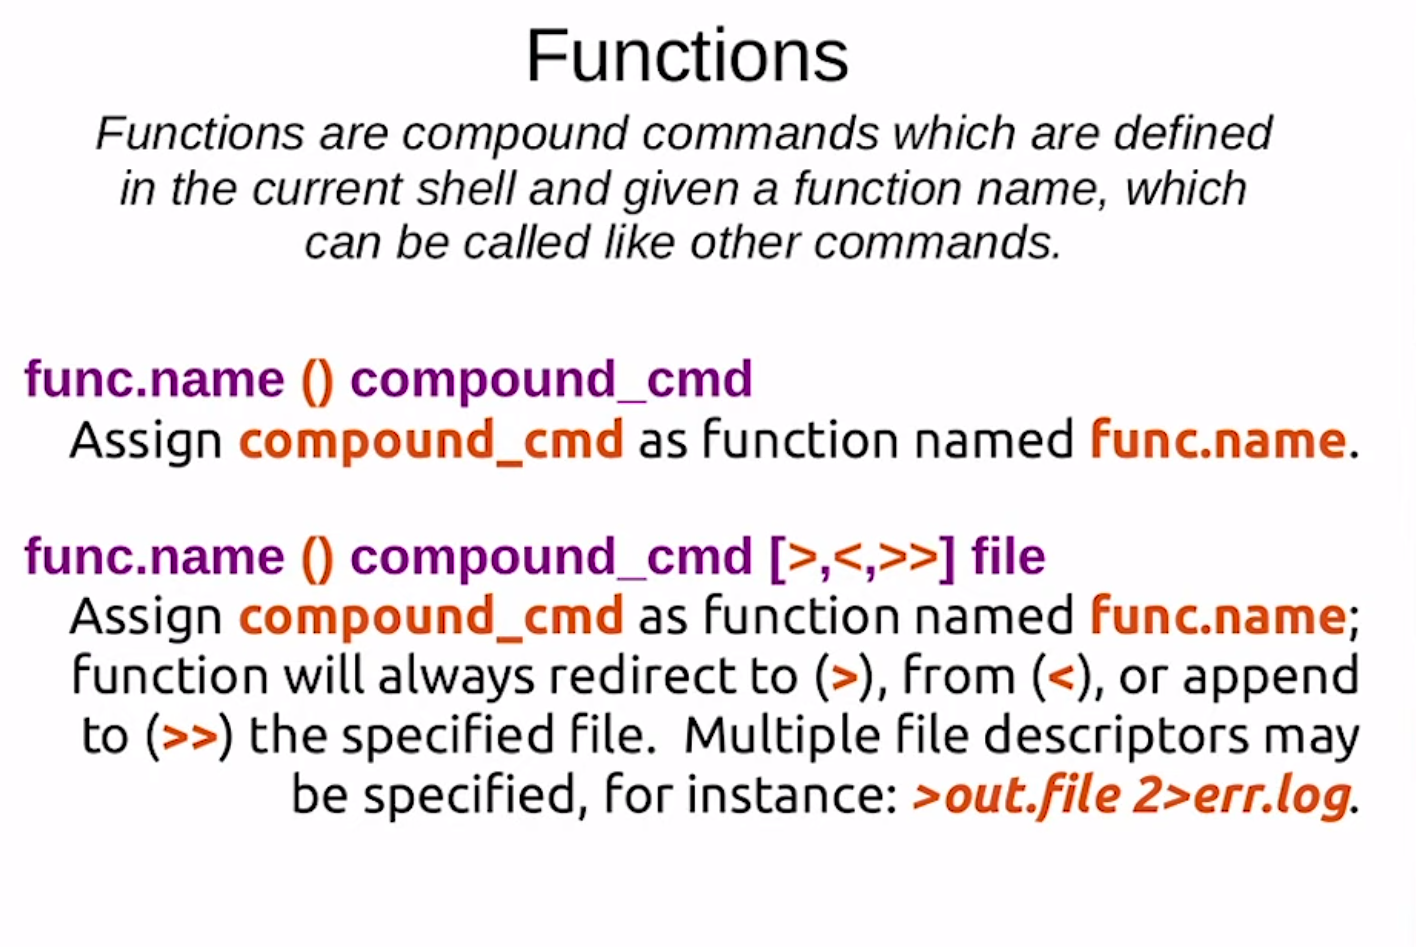 Functions
Functions are compound commands which are defined
in the current shell and given a function name, which
can be called like other commands.
func.name () compound_cmd
Assign compound_cmd as function named func.name.
func.name () compound_cmd [>,<,>>] file
Assign compound_cmd as function named func.name;
function will always redirect to (>), from (<), or append
to (>>) the specified file.  Multiple file descriptors may
be specified, for instance: >out.file 2>err.log.